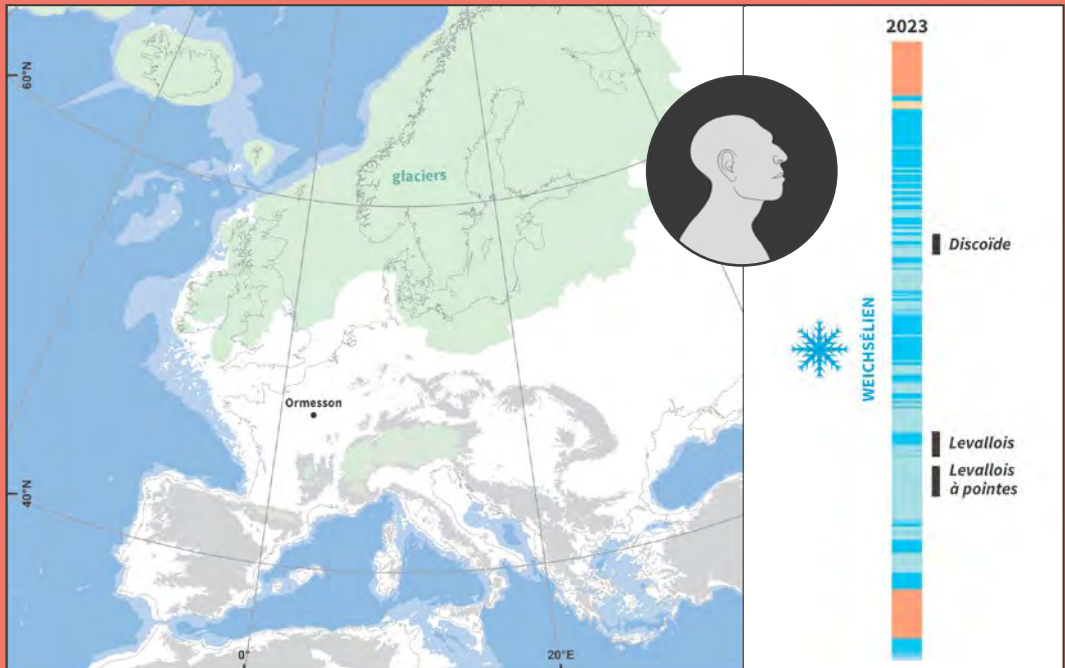 60°N
glaciers
Ormesson
40°N
0°
20°E
2023
Discoïde
WEICHSÉLIEN
Levallois
Levallois
à pointes